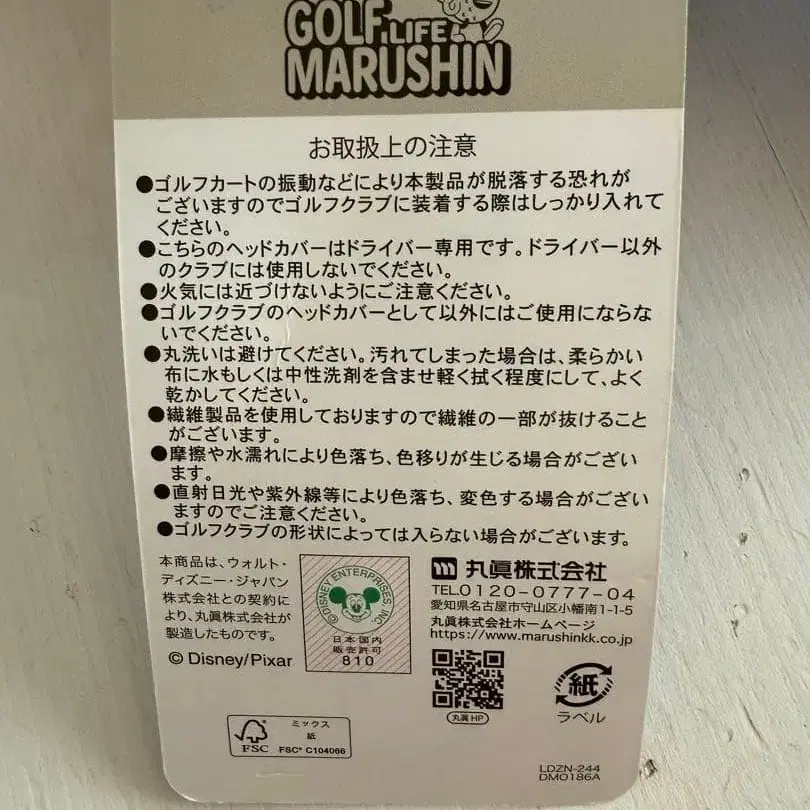 GOLF LIFE
MARUSHIN
お取扱上の注意
●ゴルフカートの振動などにより本製品が脱落する恐れが
ございますのでゴルフクラブに装着する際はしっかり入れて
ください。
●こちらのヘッドカバーはドライバー専用です。ドライバー以外
のクラブには使用しないでください。
●火気には近づけないようにご注意ください。
●ゴルフクラブのヘッドカバーとして以外にはご使用にならな
いでください。
●丸洗いは避けてください。汚れてしまった場合は、柔らかい
布に水もしくは中性洗剤を含ませ軽く拭く程度にして、よく
乾かしてください。
●繊維製品を使用しておりますので繊維の一部が抜けること
がございます。
●摩擦や水濡れにより色落ち、色移りが生じる場合がござい
ます。
●直射日光や紫外線等により色落ち、変色する場合がござい
ますのでご注意ください。
●ゴルフクラブの形状によっては入らない場合がございます。
本商品は、ウォルト・
ディズニー・ジャパン
株式会社との契約に
より、丸眞株式会社が
製造したものです。
© Disney/Pixar
©DISNEY ENTERPRISES INC.
日本国内
販売許可
810
丸眞株式会社
TEL.0120-0777-04
愛知県名古屋市守山区小幡南1-1-5
丸眞株式会社ホームページ
https://www.marushinkk.co.jp
丸眞HP
紙
ラベル
FSC
ミックス
紙
FSC® C104066
LDZN-244
DMO186A